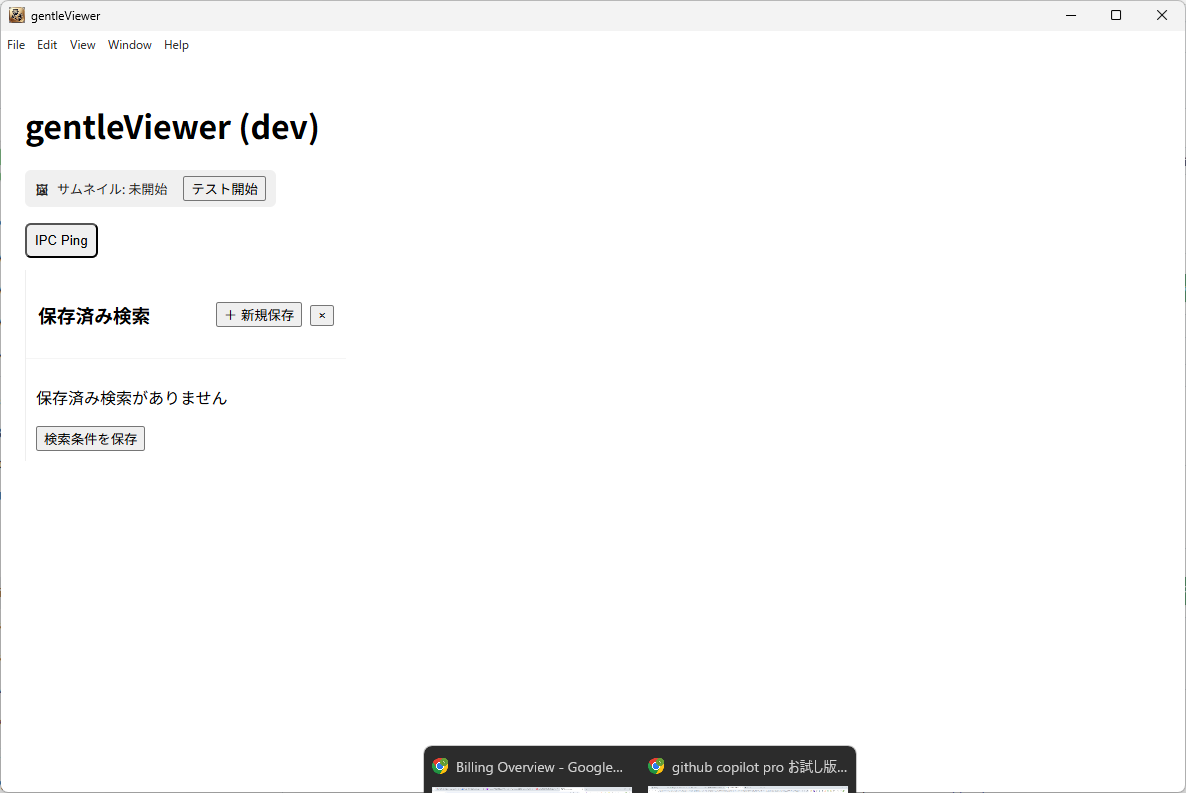 gentleViewer
File Edit View Window Help
gentleViewer (dev)
サムネイル: 未開始 テスト開始
IPC Ping
保存済み検索 ＋ 新規保存 ×
保存済み検索がありません
検索条件を保存
Billing Overview - Google... github copilot pro お試し版...